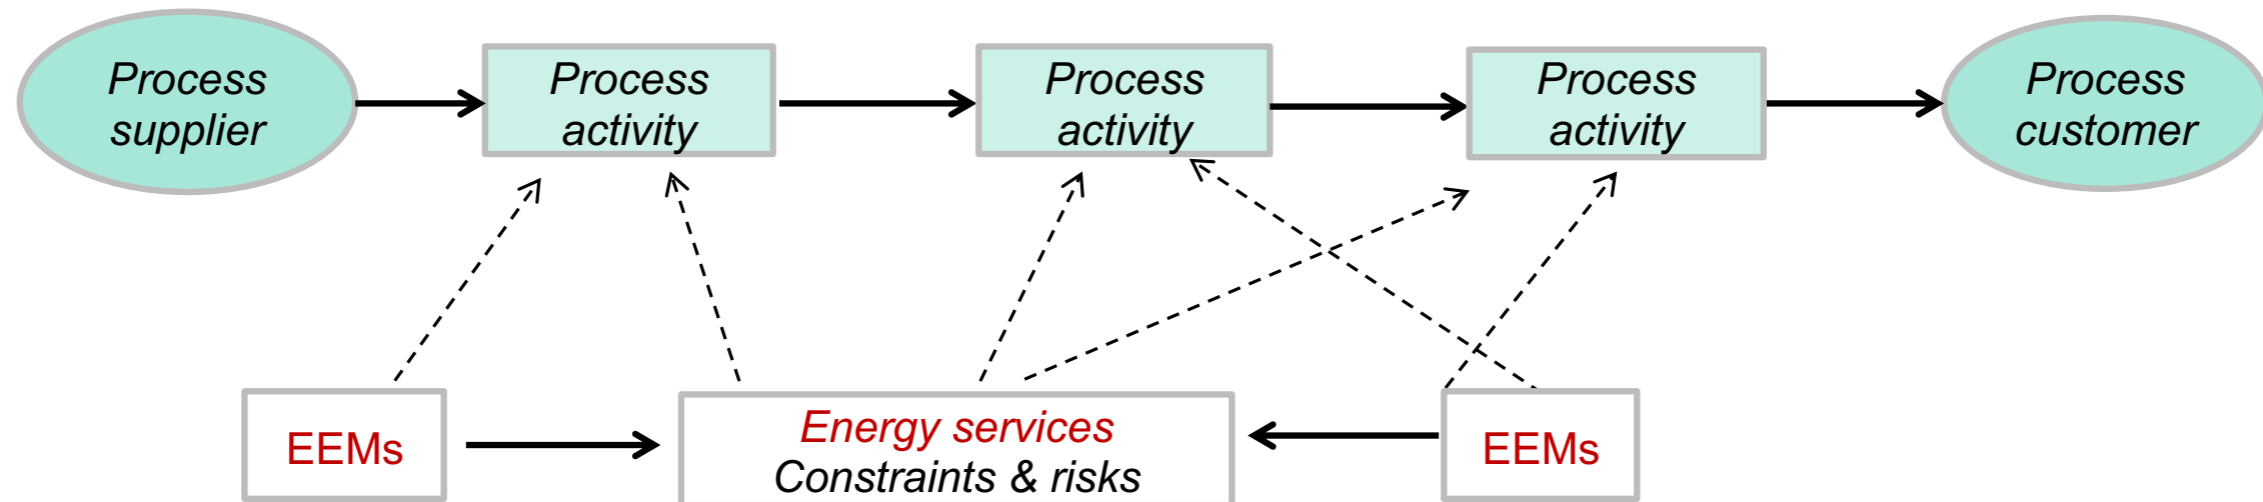 Process
supplier
Process
activity
Process
activity
Process
activity
Process
customer
EEMs
Energy services
Constraints & risks
EEMs